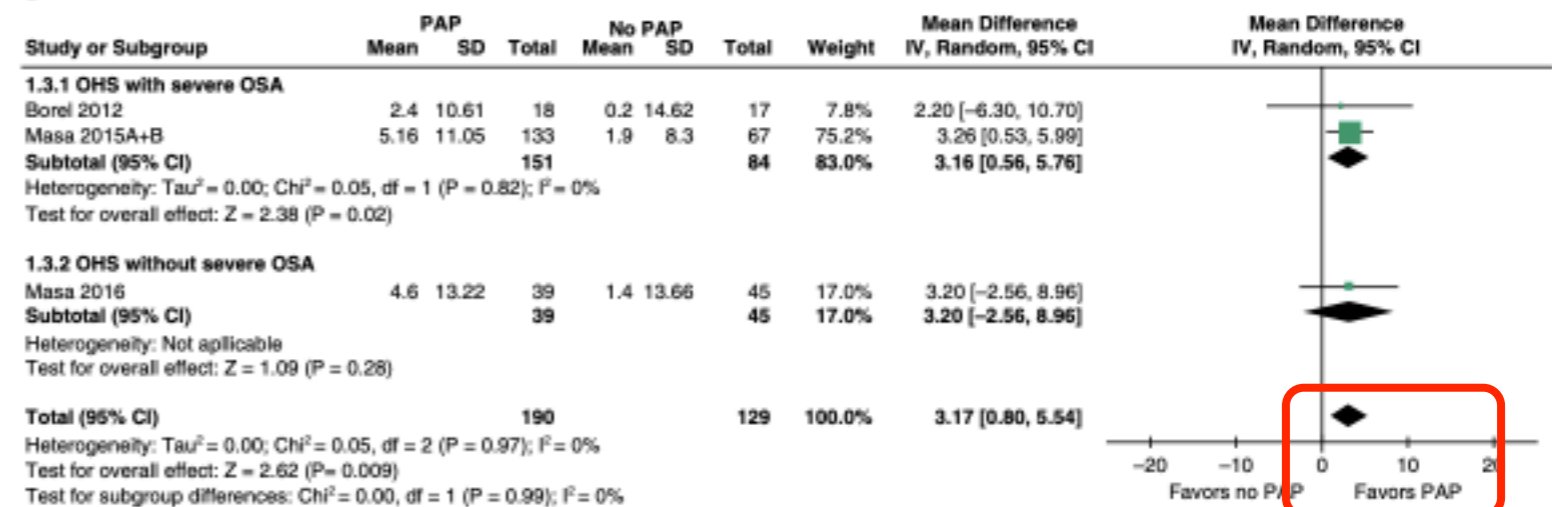 PAP No PAP Mean Difference Mean Difference
Study or Subgroup Mean SD Total Mean SD Total Weight IV, Random, 95% CI IV, Random, 95% CI
1.3.1 OHS with severe OSA
Borel 2012 2.4 10.61 18 0.2 14.62 17 7.8% 2.20 [–6.30, 10.70]
Masa 2015A+B 5.16 11.05 133 1.9 8.3 67 75.2% 3.26 [0.53, 5.99]
Subtotal (95% CI) 151 84 83.0% 3.16 [0.56, 5.76]
Heterogeneity: Tau² = 0.00; Chi² = 0.05, df = 1 (P = 0.82); I² = 0%
Test for overall effect: Z = 2.38 (P = 0.02)
1.3.2 OHS without severe OSA
Masa 2016 4.6 13.22 39 1.4 13.66 45 17.0% 3.20 [–2.56, 8.96]
Subtotal (95% CI) 39 45 17.0% 3.20 [–2.56, 8.96]
Heterogeneity: Not apllicable
Test for overall effect: Z = 1.09 (P = 0.28)
Total (95% CI) 190 129 100.0% 3.17 [0.80, 5.54]
Heterogeneity: Tau² = 0.00; Chi² = 0.05, df = 2 (P = 0.97); I² = 0%
Test for overall effect: Z = 2.62 (P= 0.009)
Test for subgroup differences: Chi² = 0.00, df = 1 (P = 0.99); I² = 0%
–20 –10 0 10 20
Favors no PAP Favors PAP